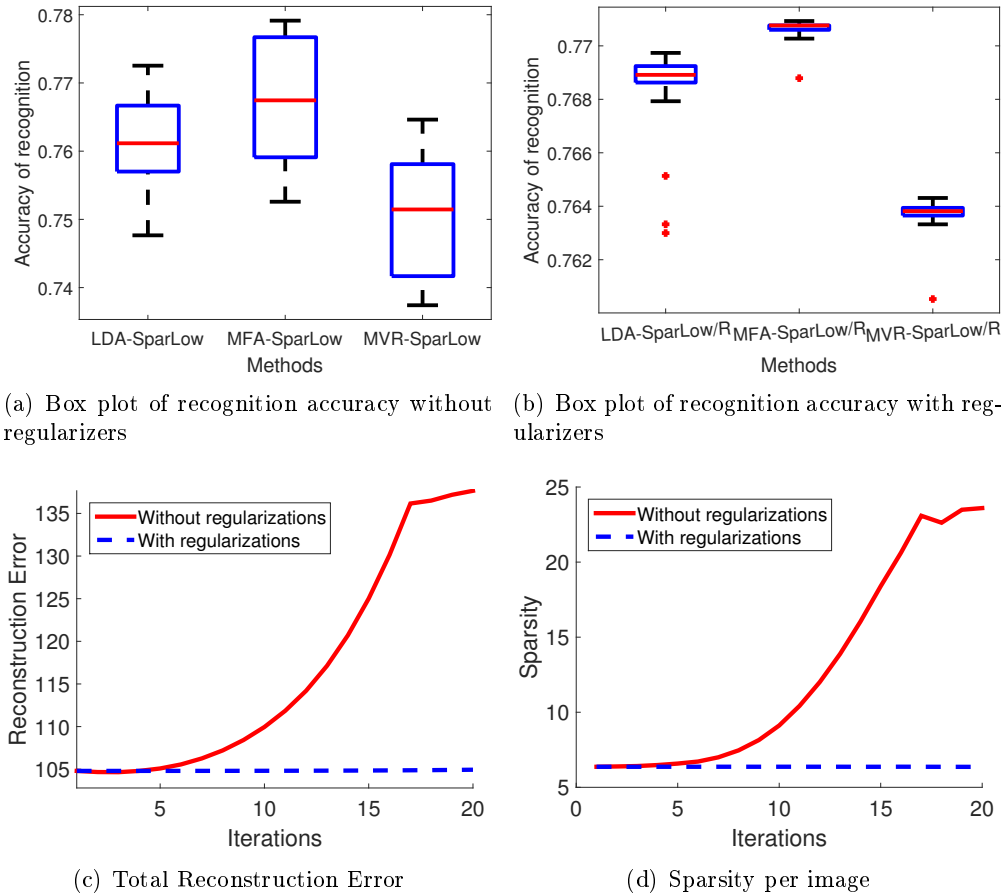 0.78
0.77
0.76
0.75
0.74
Accuracy of recognition
LDA-SparLow MFA-SparLow MVR-SparLow
Methods
0.77
0.768
0.766
0.764
0.762
Accuracy of recognition
LDA-SparLow/R MFA-SparLow/R MVR-SparLow/R
Methods
(a) Box plot of recognition accuracy without
regularizers
(b) Box plot of recognition accuracy with reg-
ularizers
135
130
125
120
115
110
105
Reconstruction Error
Without regularizations
With regularizations
5 10 15 20
Iterations
(c) Total Reconstruction Error
25
20
15
10
5
Sparsity
Without regularizations
With regularizations
0 5 10 15 20
Iterations
(d) Sparsity per image